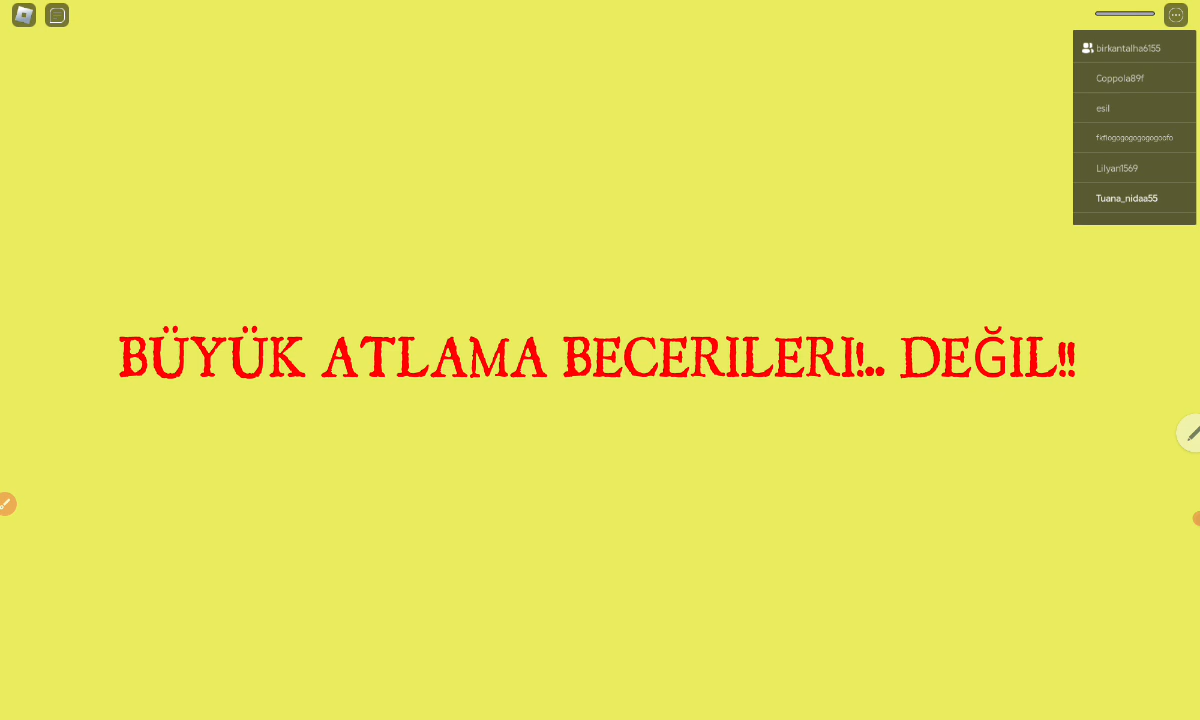 birkantalha6155
Coppola89f
esil
Lilyan1569
Tuana_nidaa55
BÜYÜK ATLAMA BECERILERI!.. DEĞIL!!